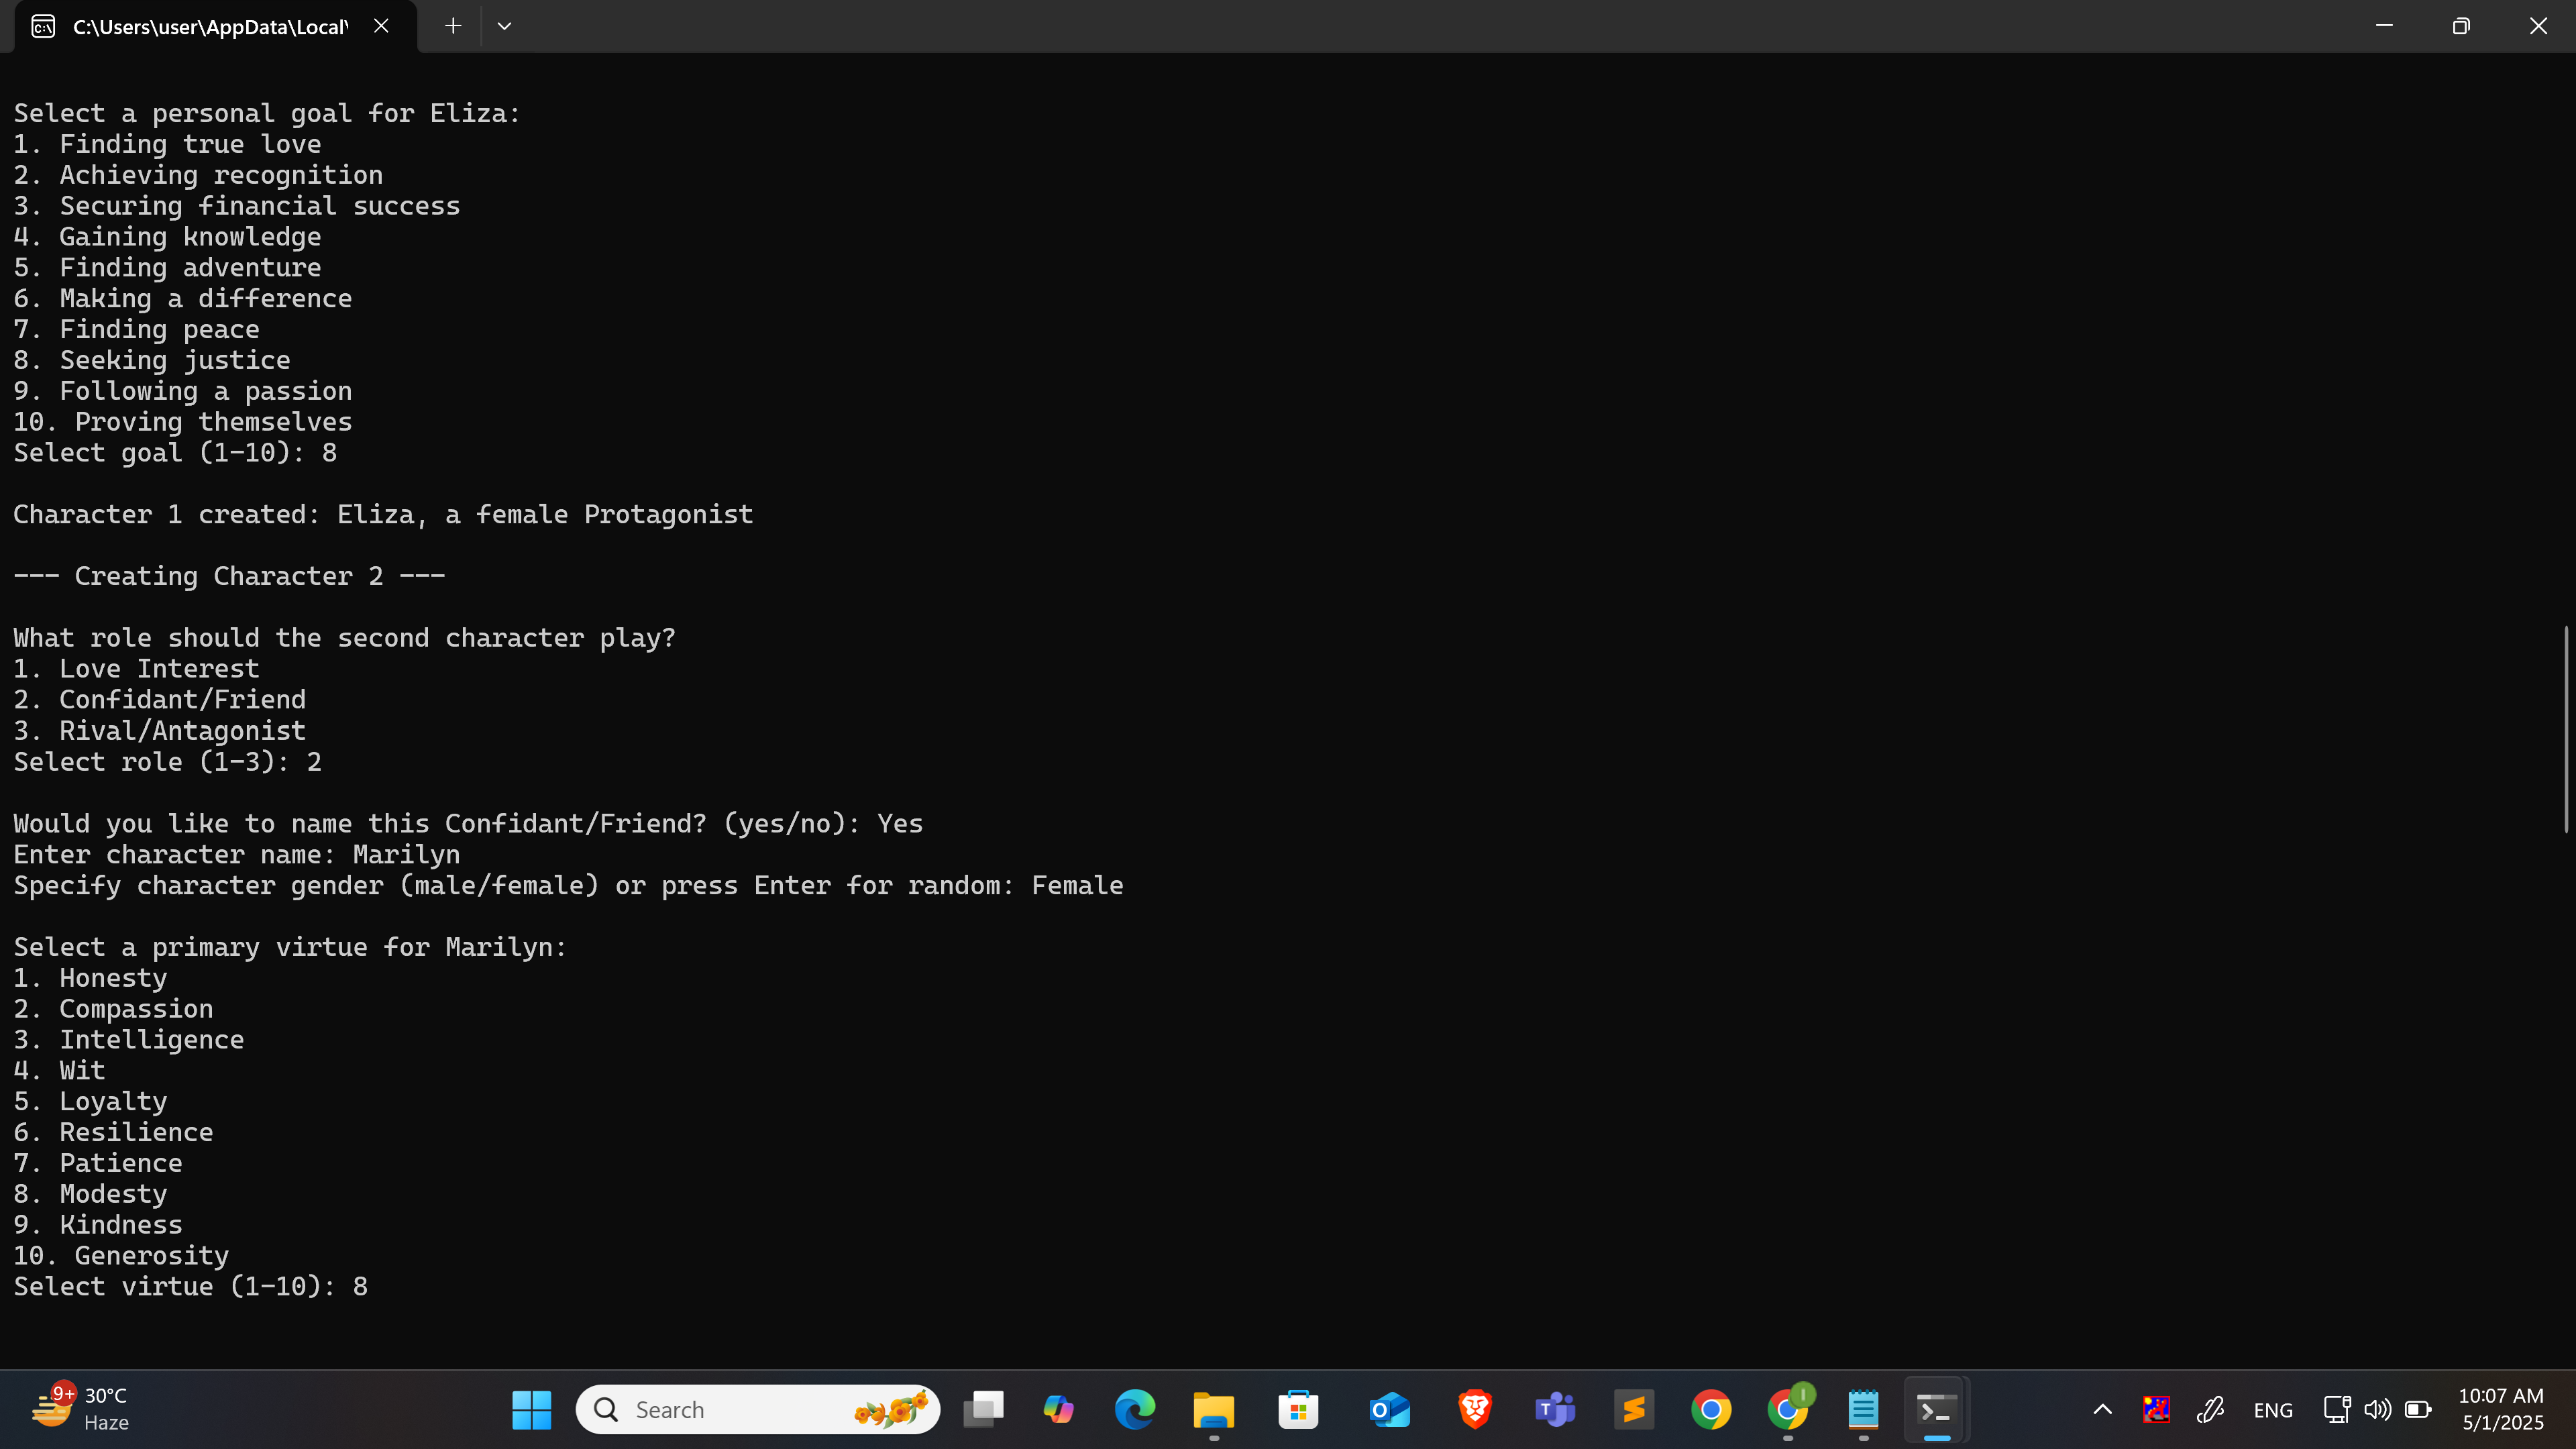 C:\Users\user\AppData\Local\
Select a personal goal for Eliza:
1. Finding true love
2. Achieving recognition
3. Securing financial success
4. Gaining knowledge
5. Finding adventure
6. Making a difference
7. Finding peace
8. Seeking justice
9. Following a passion
10. Proving themselves
Select goal (1-10): 8
Character 1 created: Eliza, a female Protagonist
--- Creating Character 2 ---
What role should the second character play?
1. Love Interest
2. Confidant/Friend
3. Rival/Antagonist
Select role (1-3): 2
Would you like to name this Confidant/Friend? (yes/no): Yes
Enter character name: Marilyn
Specify character gender (male/female) or press Enter for random: Female
Select a primary virtue for Marilyn:
1. Honesty
2. Compassion
3. Intelligence
4. Wit
5. Loyalty
6. Resilience
7. Patience
8. Modesty
9. Kindness
10. Generosity
Select virtue (1-10): 8
9+ 30°C
Haze
Search
ENG
10:07 AM
5/1/2025